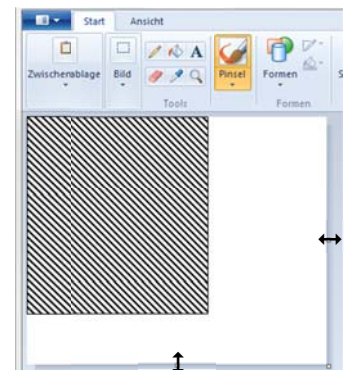 Start Ansicht
Zwischenablage Bild Pinsel Formen S
A
Tools Formen